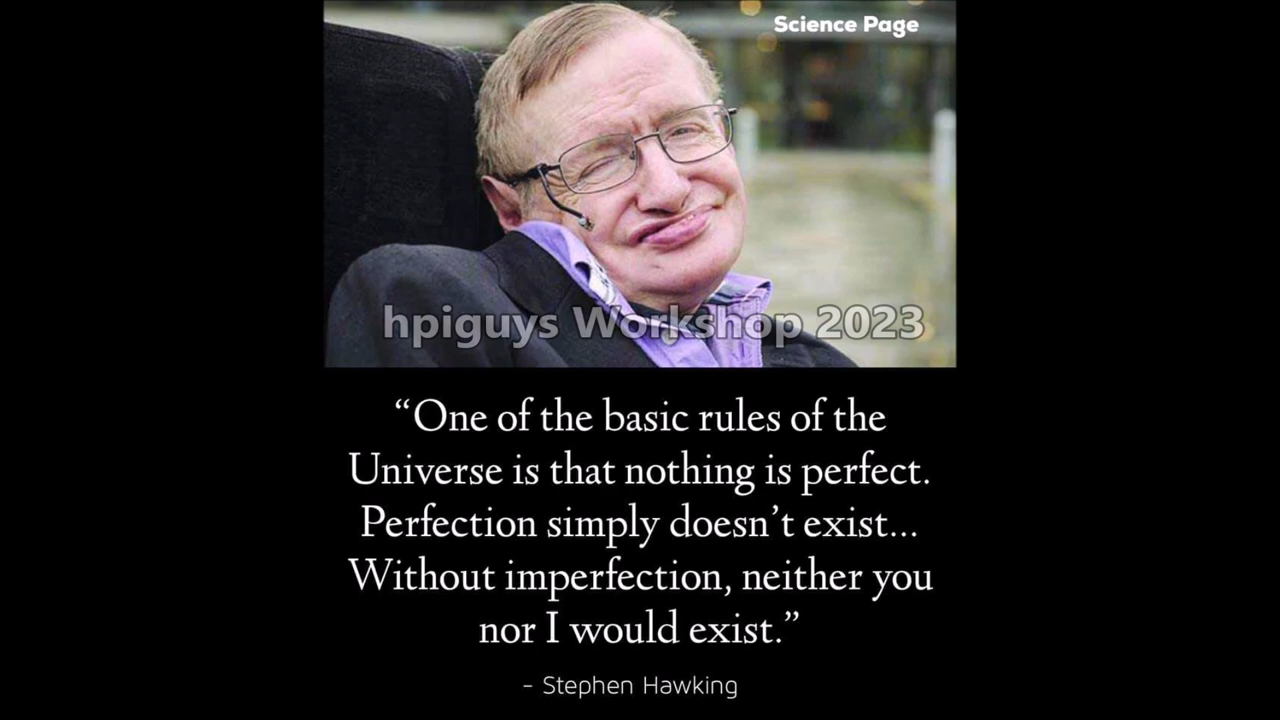 Science Page
hpiguys Workshop 2023
“One of the basic rules of the
Universe is that nothing is perfect.
Perfection simply doesn’t exist...
Without imperfection, neither you
nor I would exist.”
- Stephen Hawking